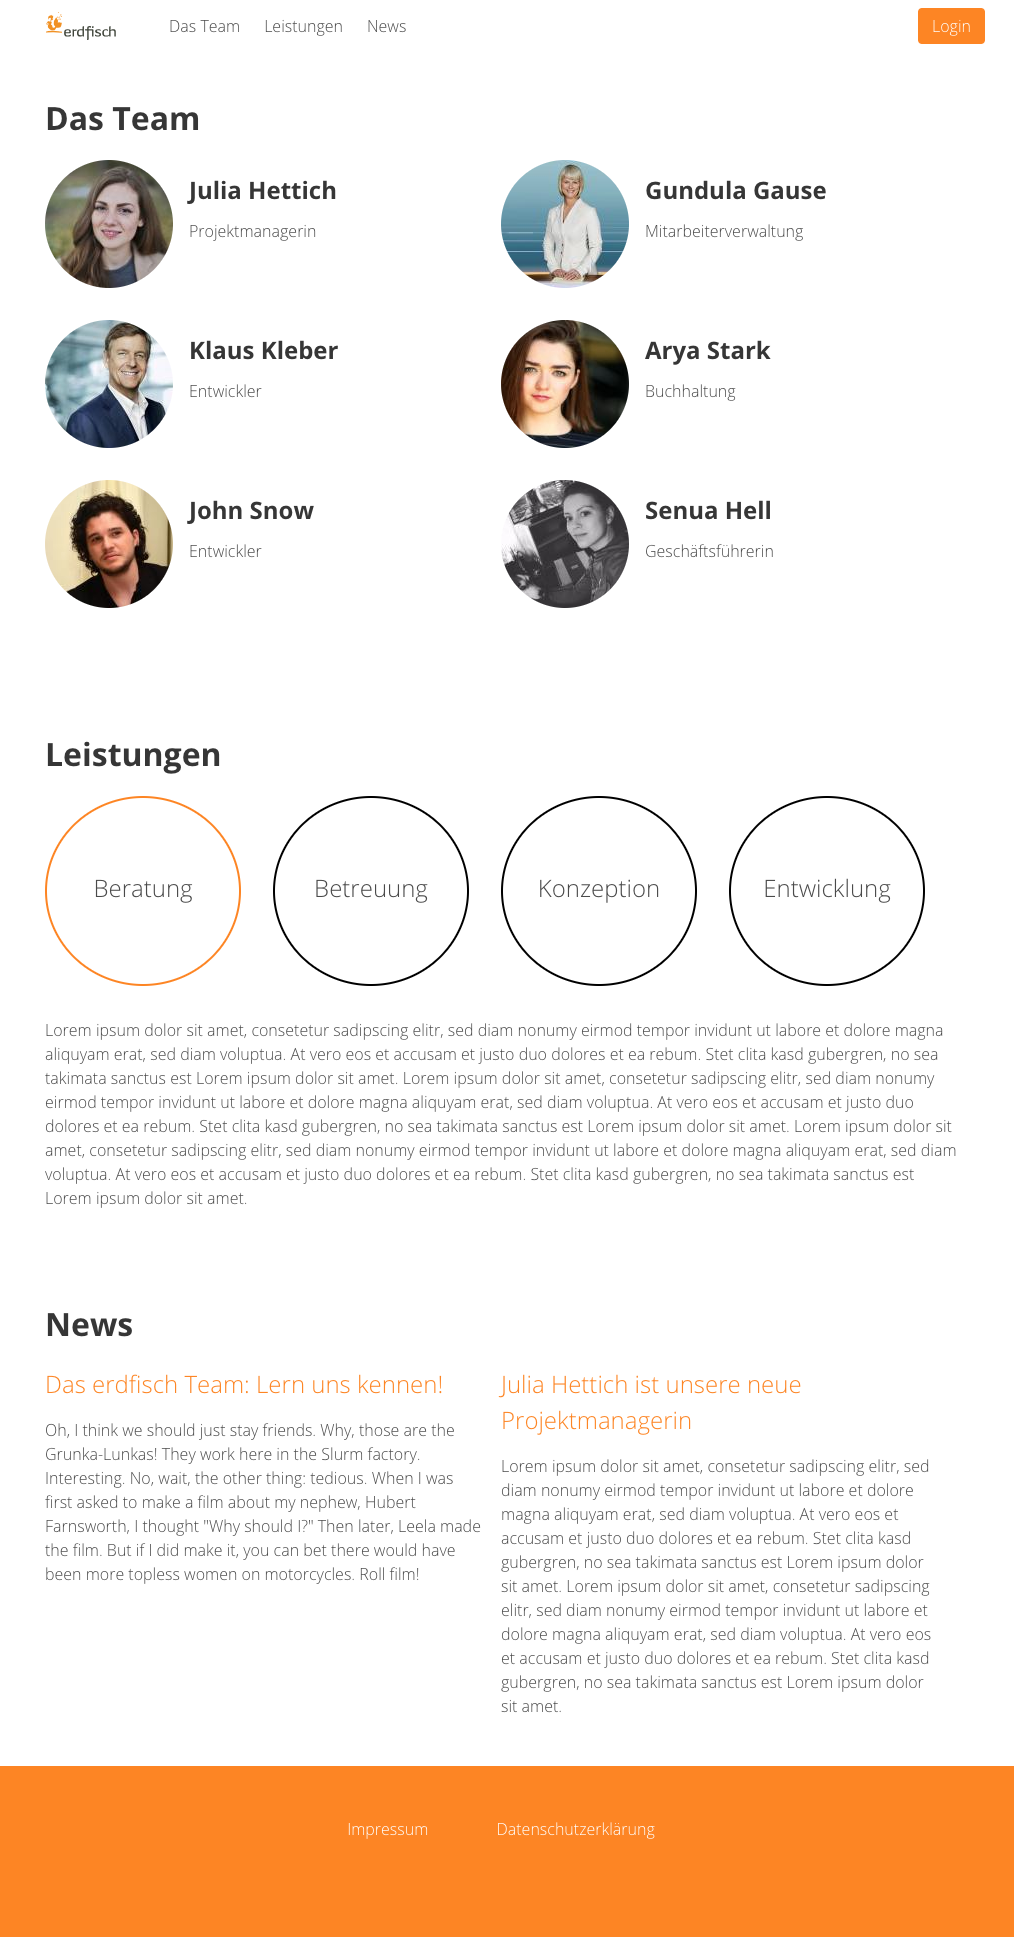 erdfisch
Das Team
Leistungen
News
Login
Das Team
Julia Hettich
Projektmanagerin
Gundula Gause
Mitarbeiterverwaltung
Klaus Kleber
Entwickler
Arya Stark
Buchhaltung
John Snow
Entwickler
Senua Hell
Geschäftsführerin
Leistungen
Beratung
Betreuung
Konzeption
Entwicklung
Lorem ipsum dolor sit amet, consetetur sadipscing elitr, sed diam nonumy eirmod tempor invidunt ut labore et dolore magna
aliquyam erat, sed diam voluptua. At vero eos et accusam et justo duo dolores et ea rebum. Stet clita kasd gubergren, no sea
takimata sanctus est Lorem ipsum dolor sit amet. Lorem ipsum dolor sit amet, consetetur sadipscing elitr, sed diam nonumy
eirmod tempor invidunt ut labore et dolore magna aliquyam erat, sed diam voluptua. At vero eos et accusam et justo duo
dolores et ea rebum. Stet clita kasd gubergren, no sea takimata sanctus est Lorem ipsum dolor sit amet. Lorem ipsum dolor sit
amet, consetetur sadipscing elitr, sed diam nonumy eirmod tempor invidunt ut labore et dolore magna aliquyam erat, sed diam
voluptua. At vero eos et accusam et justo duo dolores et ea rebum. Stet clita kasd gubergren, no sea takimata sanctus est
Lorem ipsum dolor sit amet.
News
Das erdfisch Team: Lern uns kennen!
Oh, I think we should just stay friends. Why, those are the
Grunka-Lunkas! They work here in the Slurm factory.
Interesting. No, wait, the other thing: tedious. When I was
first asked to make a film about my nephew, Hubert
Farnsworth, I thought "Why should I?" Then later, Leela made
the film. But if I did make it, you can bet there would have
been more topless women on motorcycles. Roll film!
Julia Hettich ist unsere neue
Projektmanagerin
Lorem ipsum dolor sit amet, consetetur sadipscing elitr, sed
diam nonumy eirmod tempor invidunt ut labore et dolore
magna aliquyam erat, sed diam voluptua. At vero eos et
accusam et justo duo dolores et ea rebum. Stet clita kasd
gubergren, no sea takimata sanctus est Lorem ipsum dolor
sit amet. Lorem ipsum dolor sit amet, consetetur sadipscing
elitr, sed diam nonumy eirmod tempor invidunt ut labore et
dolore magna aliquyam erat, sed diam voluptua. At vero eos
et accusam et justo duo dolores et ea rebum. Stet clita kasd
gubergren, no sea takimata sanctus est Lorem ipsum dolor
sit amet.
Impressum
Datenschutzerklärung